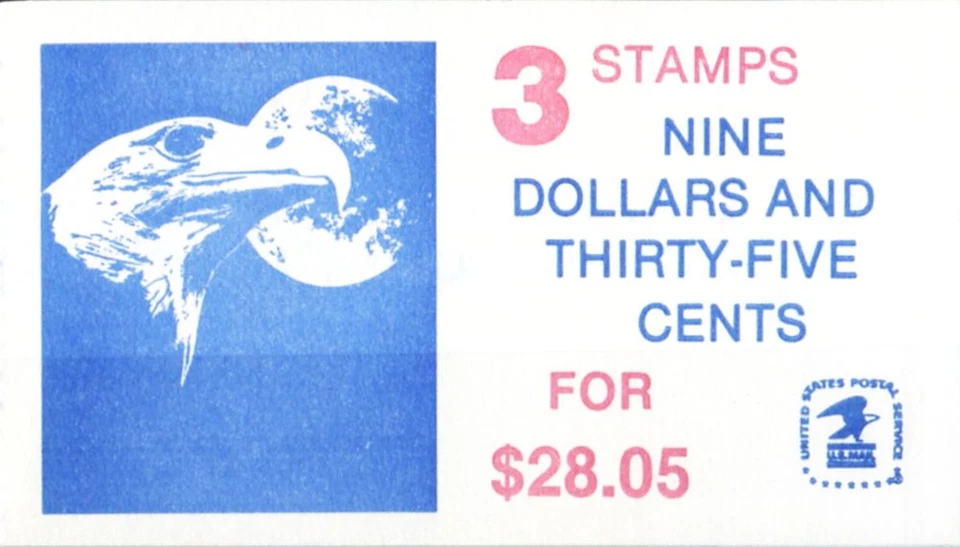 3 STAMPS
NINE
DOLLARS AND
THIRTY-FIVE
CENTS
FOR
$28.05
UNITED STATES POSTAL SERVICE
U.S. MAIL